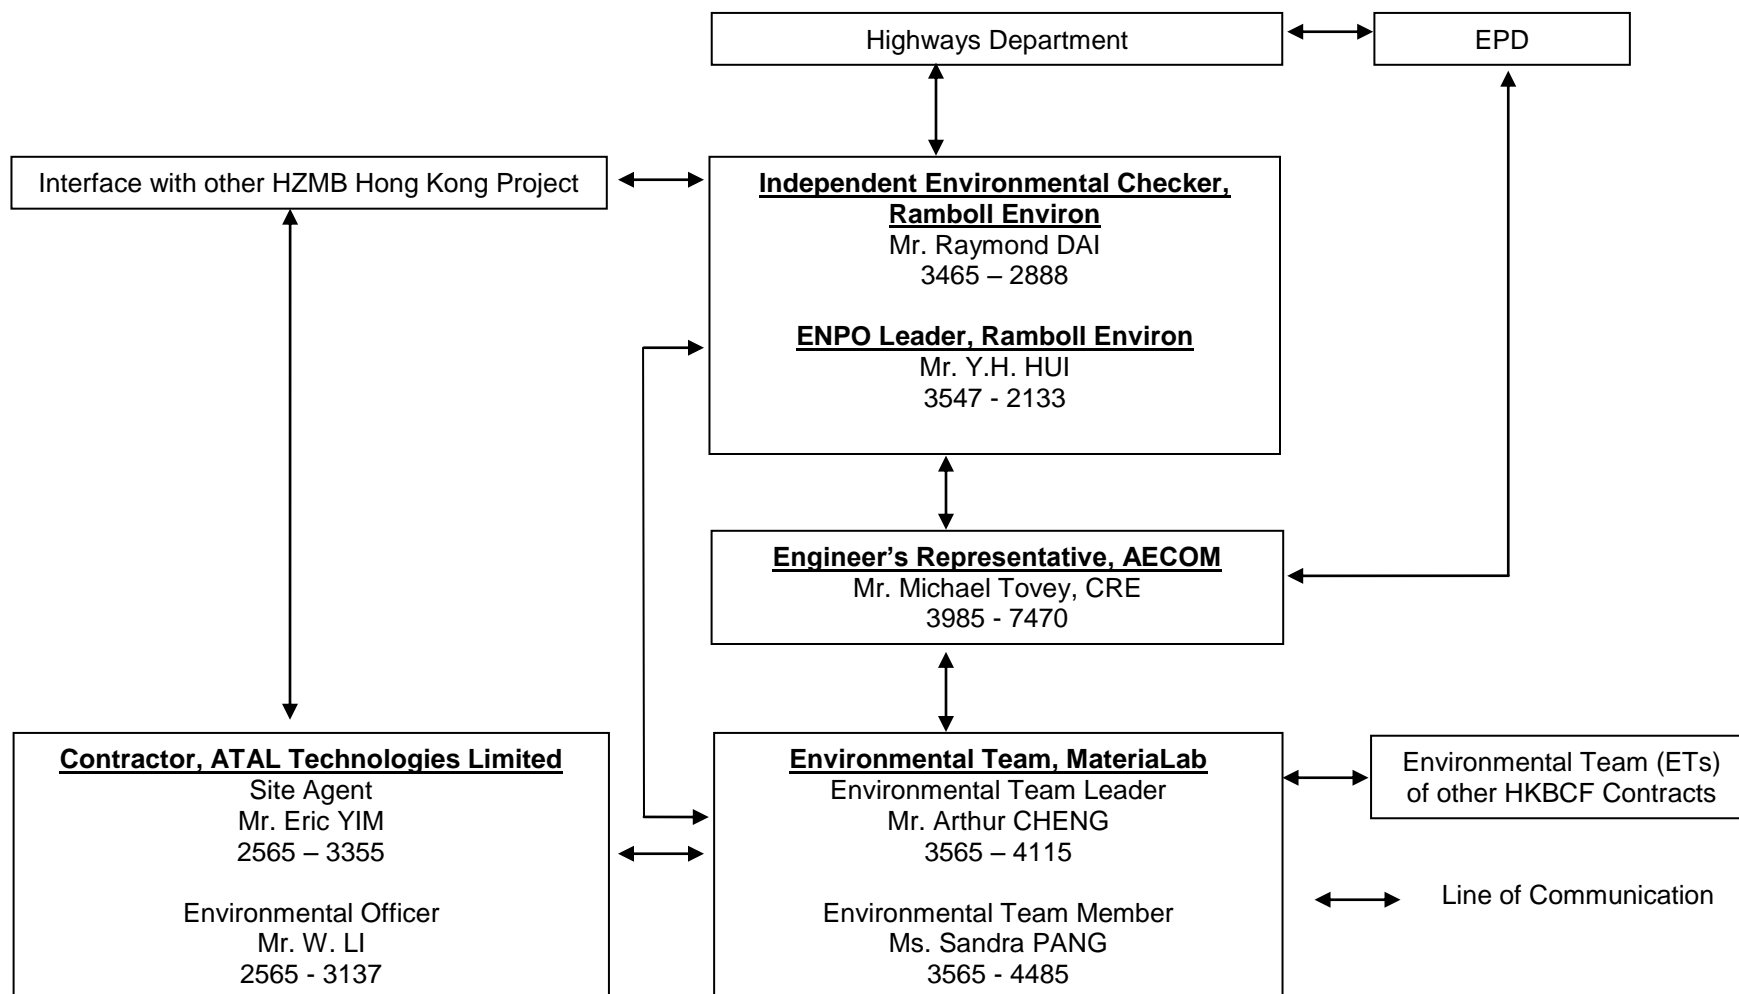 Highways Department
EPD
Interface with other HZMB Hong Kong Project
Independent Environmental Checker,
Ramboll Environ
Mr. Raymond DAI
3465 – 2888
ENPO Leader, Ramboll Environ
Mr. Y.H. HUI
3547 - 2133
Engineer’s Representative, AECOM
Mr. Michael Tovey, CRE
3985 - 7470
Contractor, ATAL Technologies Limited
Site Agent
Mr. Eric YIM
2565 – 3355
Environmental Officer
Mr. W. LI
2565 - 3137
Environmental Team, MateriaLab
Environmental Team Leader
Mr. Arthur CHENG
3565 – 4115
Environmental Team Member
Ms. Sandra PANG
3565 - 4485
Environmental Team (ETs)
of other HKBCF Contracts
Line of Communication